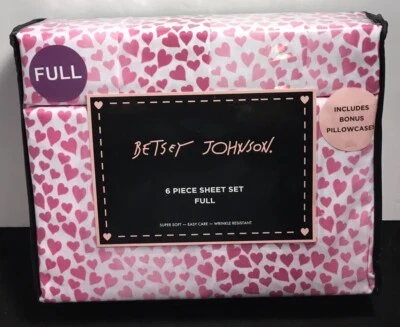 FULL
INCLUDES
BONUS
PILLOWCASES
BETSEY JOHNSON.
6 PIECE SHEET SET
FULL
SUPER SOFT — EASY CARE — WRINKLE RESISTANT